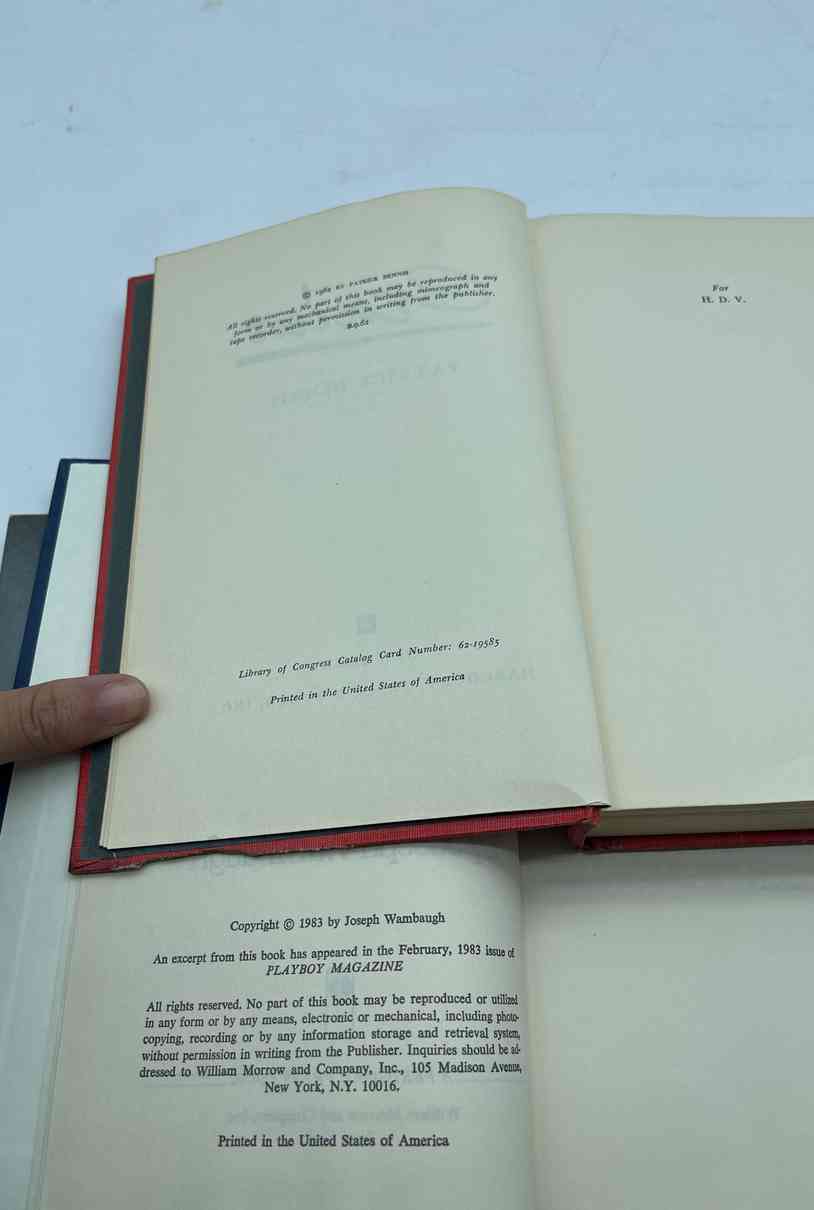 © 1962 BY PATRICK DENNIS
All rights reserved. No part of this book may be reproduced in any
form or by any mechanical means, including mimeograph and
tape recorder, without permission in writing from the publisher.
B.9.62
Library of Congress Catalog Card Number: 62-19585
Printed in the United States of America
For
H. D. V.
Copyright © 1983 by Joseph Wambaugh
An excerpt from this book has appeared in the February, 1983 issue of
PLAYBOY MAGAZINE
All rights reserved. No part of this book may be reproduced or utilized
in any form or by any means, electronic or mechanical, including photo-
copying, recording or by any information storage and retrieval system,
without permission in writing from the Publisher. Inquiries should be ad-
dressed to William Morrow and Company, Inc., 105 Madison Avenue,
New York, N.Y. 10016.
Printed in the United States of America